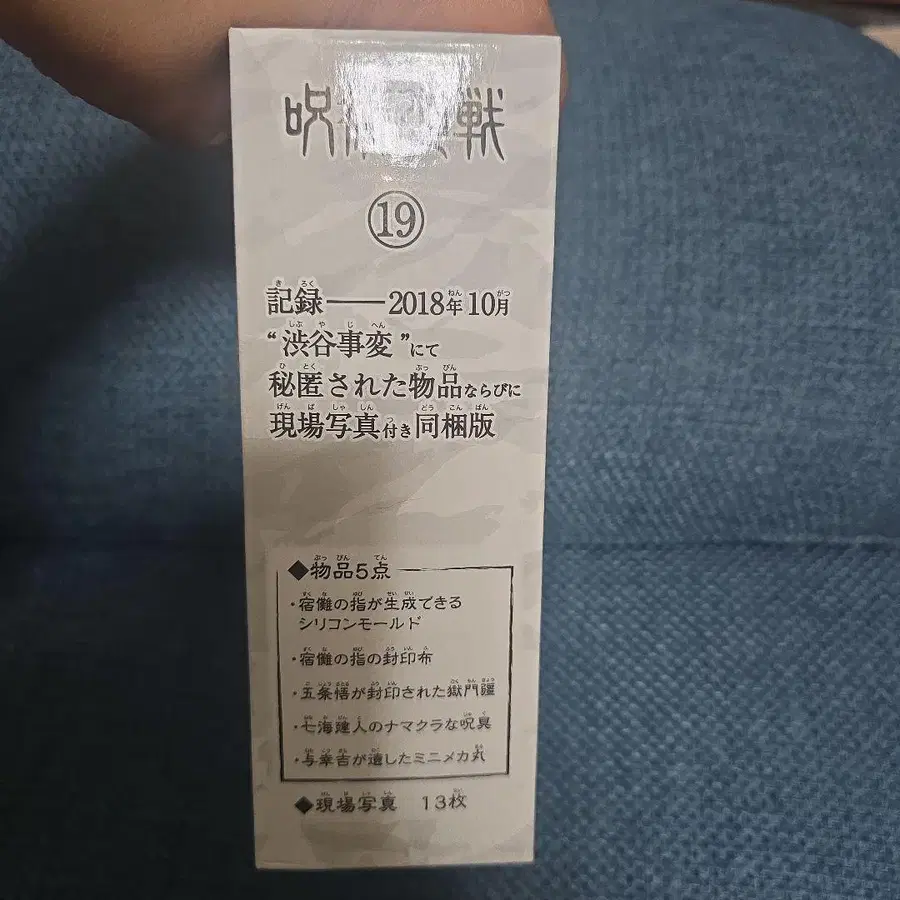 呪術廻戦
⑲
記録――2018年10月
“渋谷事変”にて
秘匿された物品ならびに
現場写真付き同梱版
◆物品5点
・宿儺の指が生成できる
シリコンモールド
・宿儺の指の封印布
・五条悟が封印された獄門疆
・七海建人のナマクラな呪具
・与幸吉が遺したミニメカ丸
◆現場写真 13枚